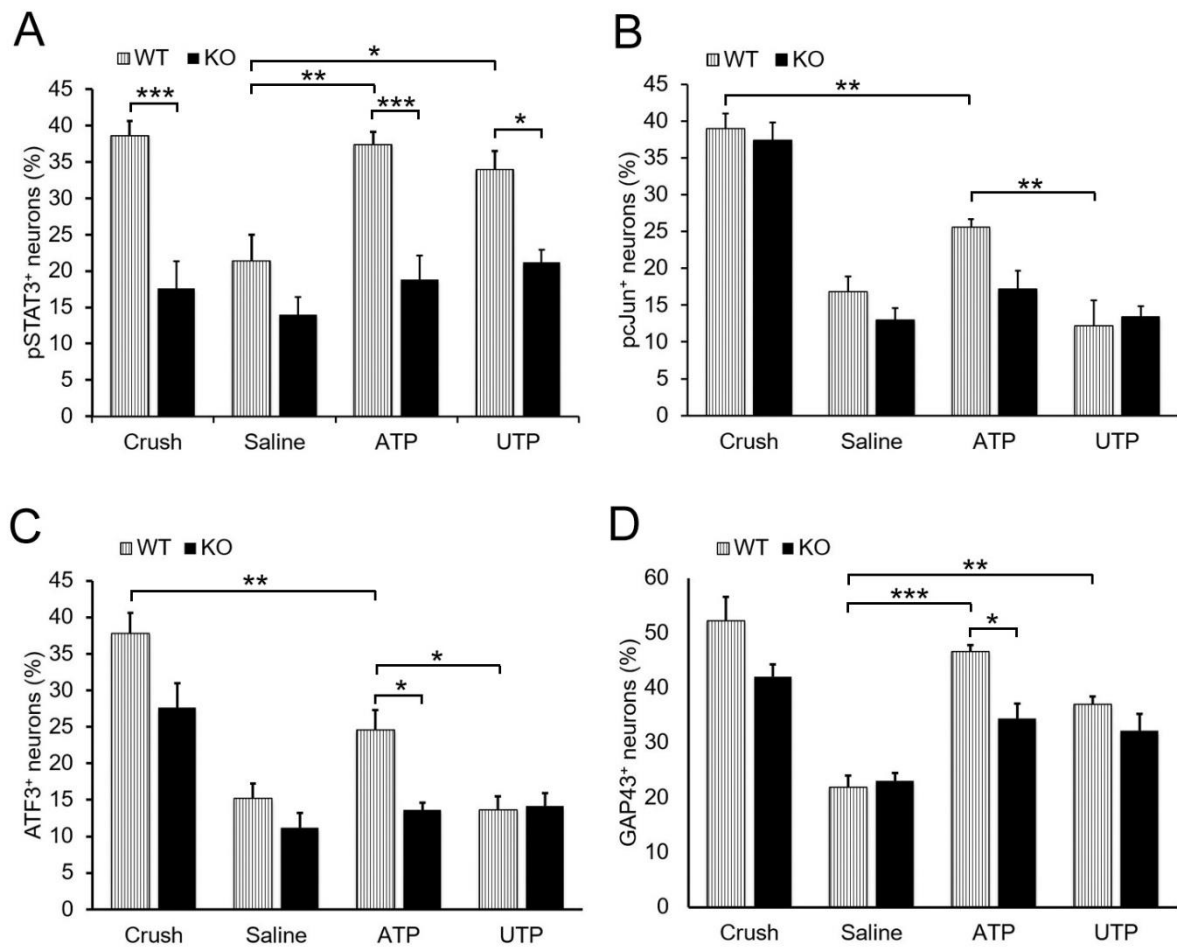 A
WT KO
*
**
*** *** *
pSTAT3+ neurons (%)
45
40
35
30
25
20
15
10
5
0
Crush Saline ATP UTP
B
WT KO
**
**
pcJun+ neurons (%)
45
40
35
30
25
20
15
10
5
0
Crush Saline ATP UTP
C
WT KO
**
*
*
ATF3+ neurons (%)
45
40
35
30
25
20
15
10
5
0
Crush Saline ATP UTP
D
WT KO
**
***
*
GAP43+ neurons (%)
60
50
40
30
20
10
0
Crush Saline ATP UTP